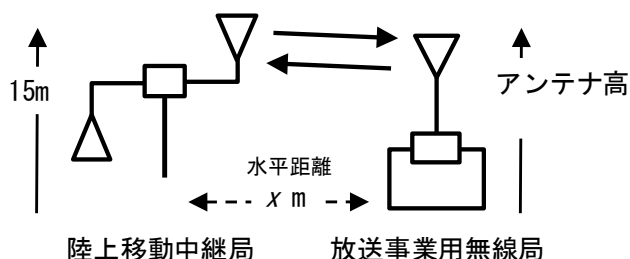 15m
アンテナ高
水平距離
x m
陸上移動中継局
放送事業用無線局